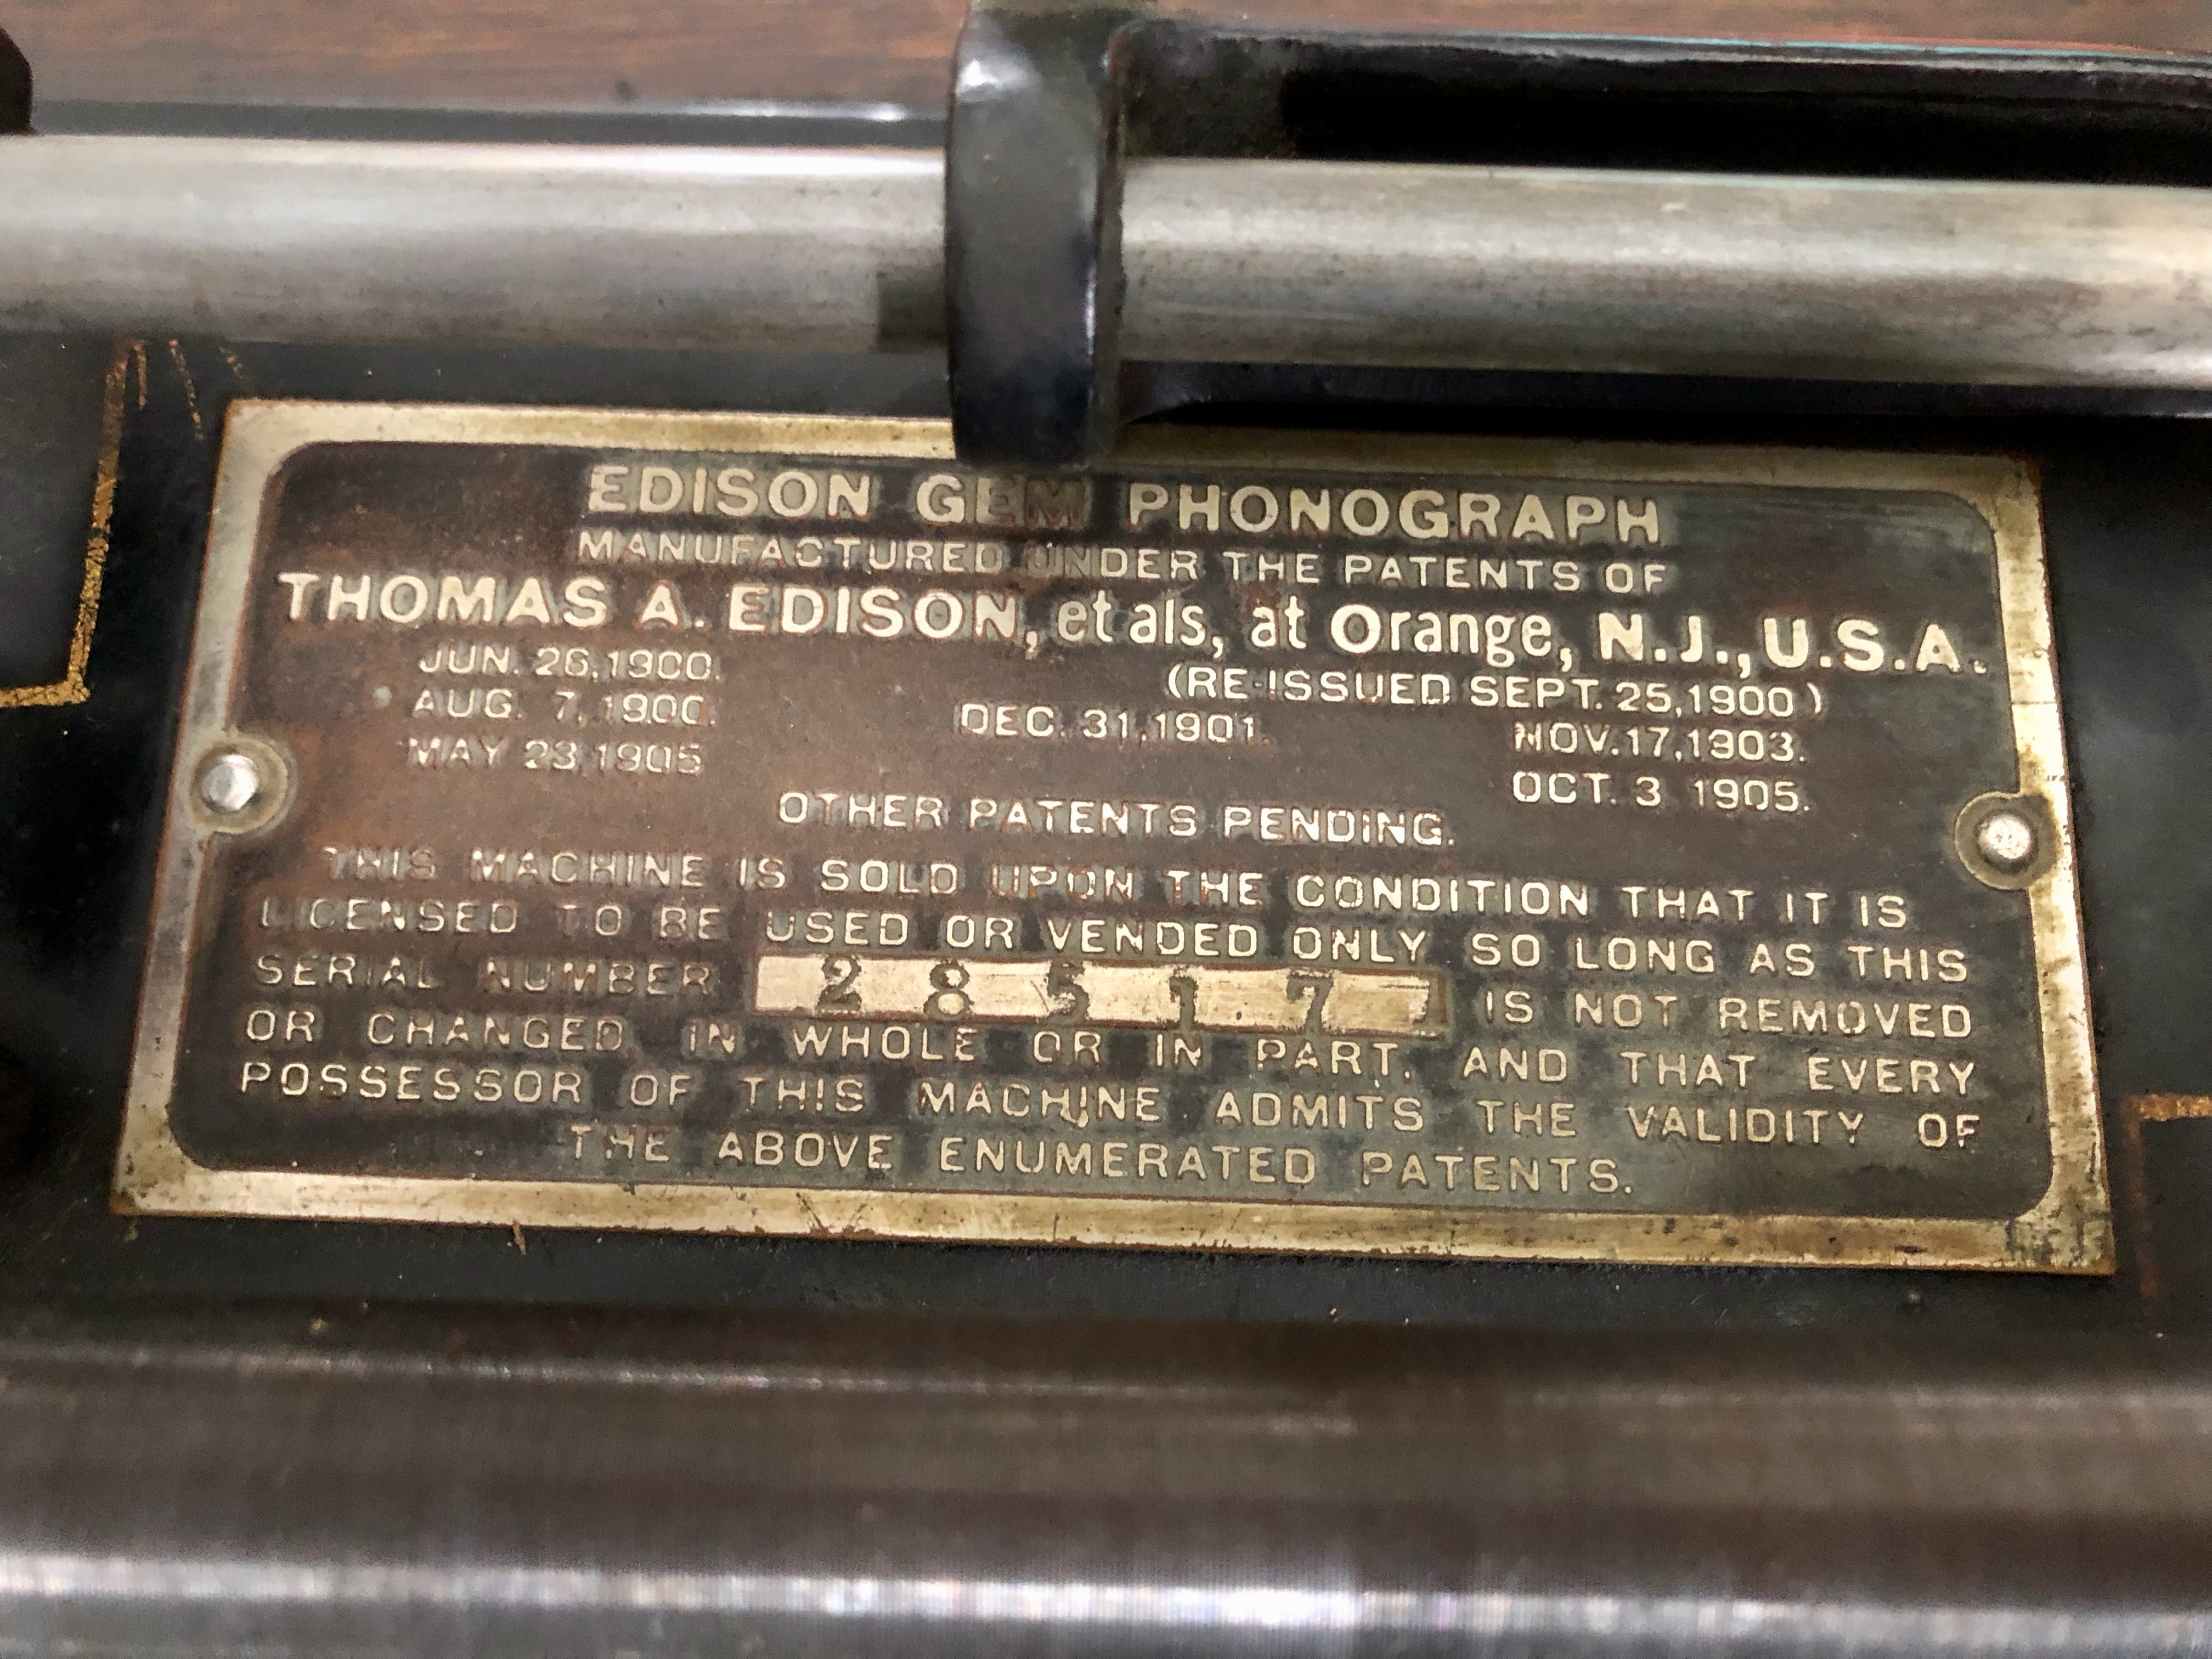 EDISON GEM PHONOGRAPH
MANUFACTURED UNDER THE PATENTS OF
THOMAS A. EDISON, et als, at Orange, N.J., U.S.A.
JUN. 26, 1900. (RE-ISSUED SEPT. 25, 1900)
AUG. 7, 1900. DEC. 31, 1901. NOV. 17, 1903.
MAY 23 1905 OCT. 3 1905.
OTHER PATENTS PENDING.
THIS MACHINE IS SOLD UPON THE CONDITION THAT IT IS
LICENSED TO BE USED OR VENDED ONLY SO LONG AS THIS
SERIAL NUMBER 28517 IS NOT REMOVED
OR CHANGED IN WHOLE OR IN PART, AND THAT EVERY
POSSESSOR OF THIS MACHINE ADMITS THE VALIDITY OF
THE ABOVE ENUMERATED PATENTS.